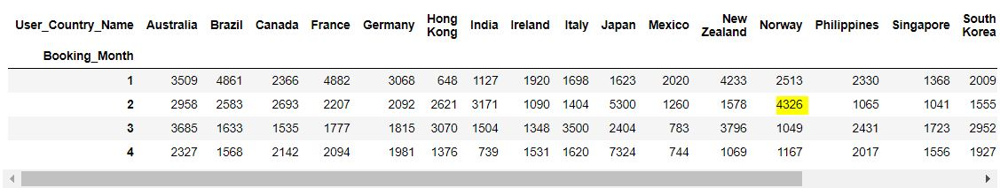 User_Country_Name Australia Brazil Canada France Germany Hong Kong India Ireland Italy Japan Mexico New Zealand Norway Philippines Singapore South Korea
Booking_Month
1 3509 4861 2366 4882 3068 648 1127 1920 1698 1623 2020 4233 2513 2330 1368 2009
2 2958 2583 2693 2207 2092 2621 3171 1090 1404 5300 1260 1578 4326 1065 1041 1555
3 3685 1633 1535 1777 1815 3070 1504 1348 3500 2404 783 3796 1049 2431 1723 2952
4 2327 1568 2142 2094 1981 1376 739 1531 1620 7324 744 1069 1167 2017 1556 1927